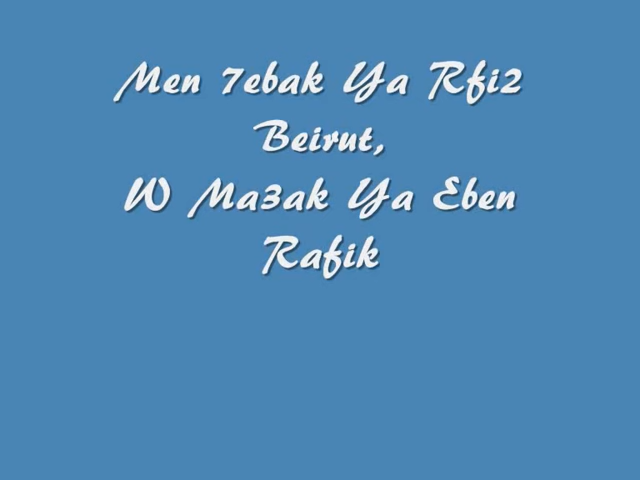 Men 7ebak Ya Rfi2
Beirut,
W Ma3ak Ya Eben
Rafik